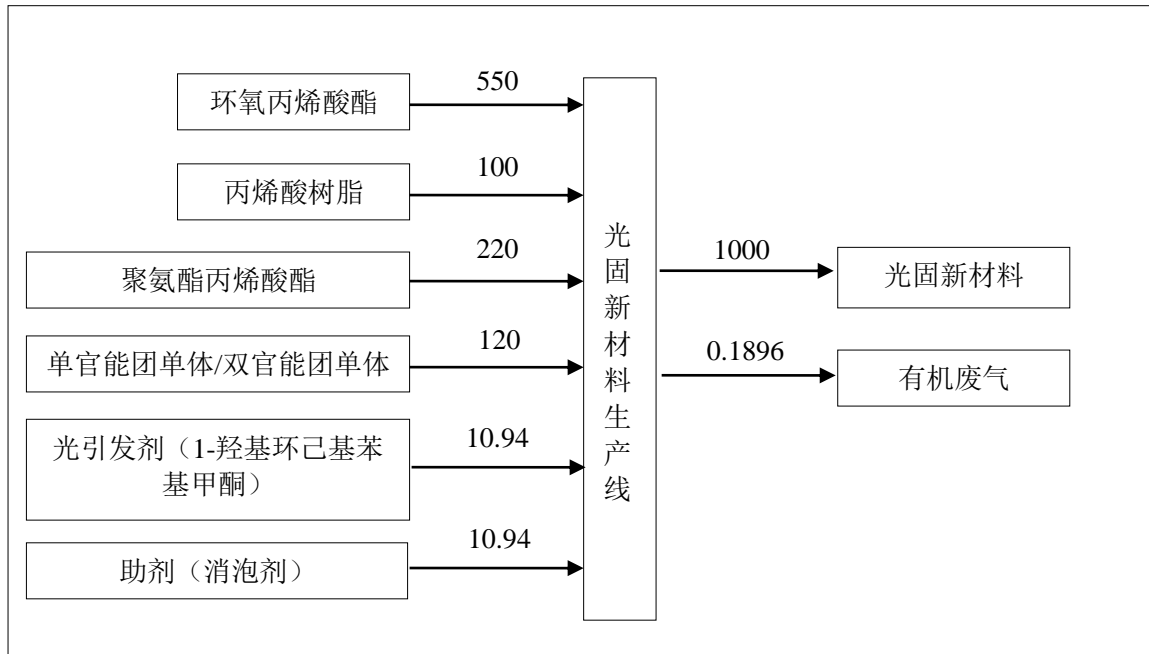 550
环氧丙烯酸酯
100
丙烯酸树脂
220
聚氨酯丙烯酸酯
120
单官能团单体/双官能团单体
10.94
光引发剂（1-羟基环己基苯
基甲酮）
10.94
助剂（消泡剂）
光固新材料生产线
1000
光固新材料
0.1896
有机废气